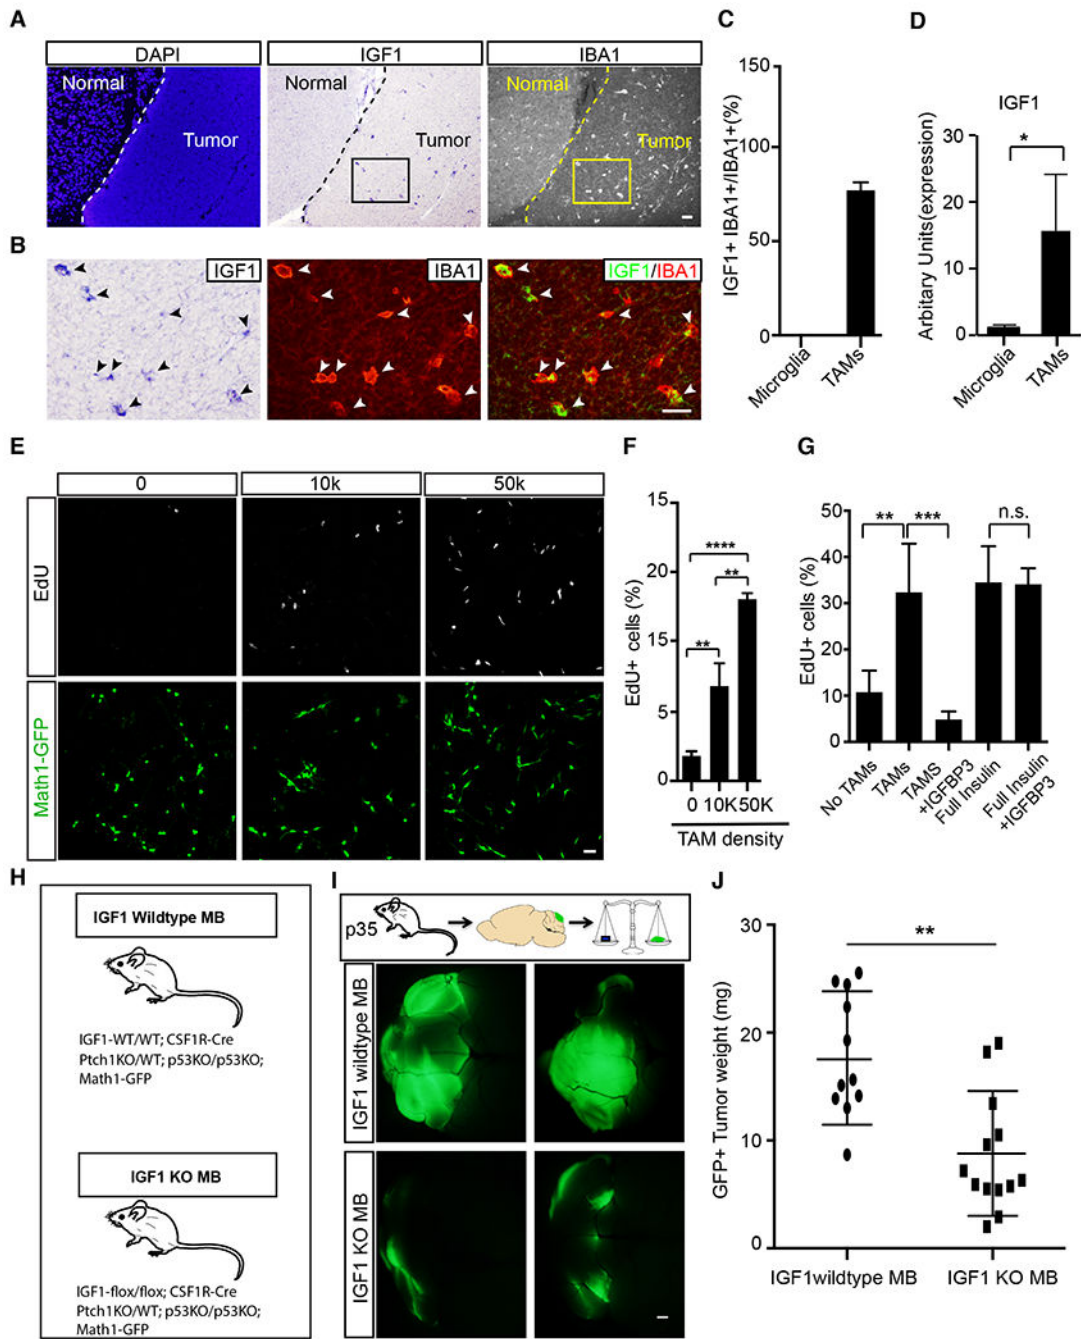 A
DAPI
IGF1
IBA1
Normal
Tumor
Normal
Tumor
Normal
Tumor
B
IGF1
IBA1
IGF1/IBA1
C
IGF1+ IBA1+/IBA1+(%)
150
100
50
0
Microglia
TAMs
D
IGF1
Arbitary Units(expression)
30
20
10
0
*
Microglia
TAMs
E
0
10k
50k
EdU
Math1-GFP
F
EdU+ cells (%)
15
20
15
5
0
****
**
**
0 10K 50K
TAM density
G
EdU+ cells (%)
50
40
30
20
10
0
**
***
n.s.
No TAMs
TAMs
TAMS
+IGFBP3
Full Insulin
Full Insulin
+IGFBP3
H
IGF1 Wildtype MB
IGF1-WT/WT; CSF1R-Cre
Ptch1KO/WT; p53KO/p53KO;
Math1-GFP
IGF1 KO MB
IGF1-flox/flox; CSF1R-Cre
Ptch1KO/WT; p53KO/p53KO;
Math1-GFP
I
p35
IGF1 wildtype MB
IGF1 KO MB
J
GFP+ Tumor weight (mg)
30
20
10
0
**
IGF1wildtype MB
IGF1 KO MB